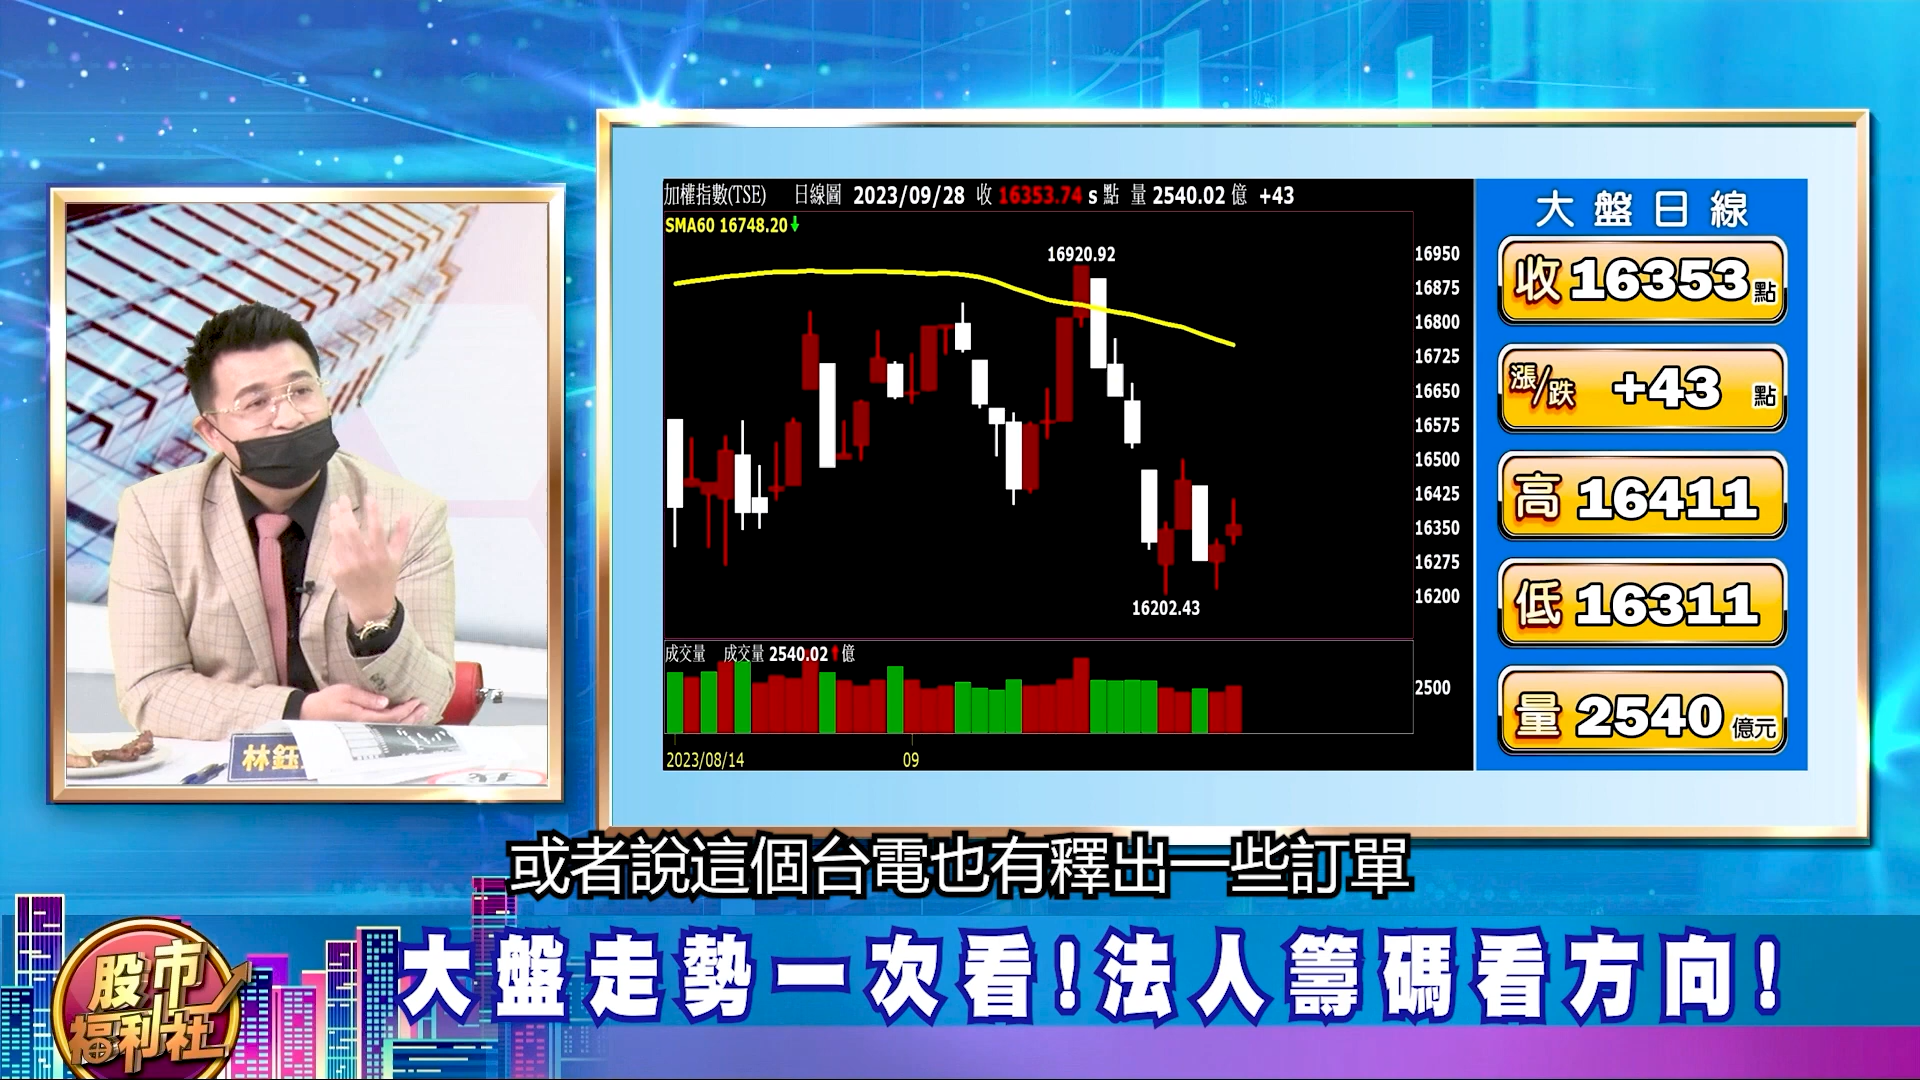 加權指數(TSE) 日線圖 2023/09/28 收 16353.74 s 點 量 2540.02 億 +43
SMA60 16748.20↓
16920.92
16950
16875
16800
16725
16650
16575
16500
16425
16350
16275
16200
16202.43
成交量 成交量 2540.02↑億
2500
2023/08/14 09
大盤日線
收 16353 點
漲/跌 +43 點
高 16411
低 16311
量 2540 億元
林鈺
或者說這個台電也有釋出一些訂單
大盤走勢一次看!法人籌碼看方向!
股市
福利社